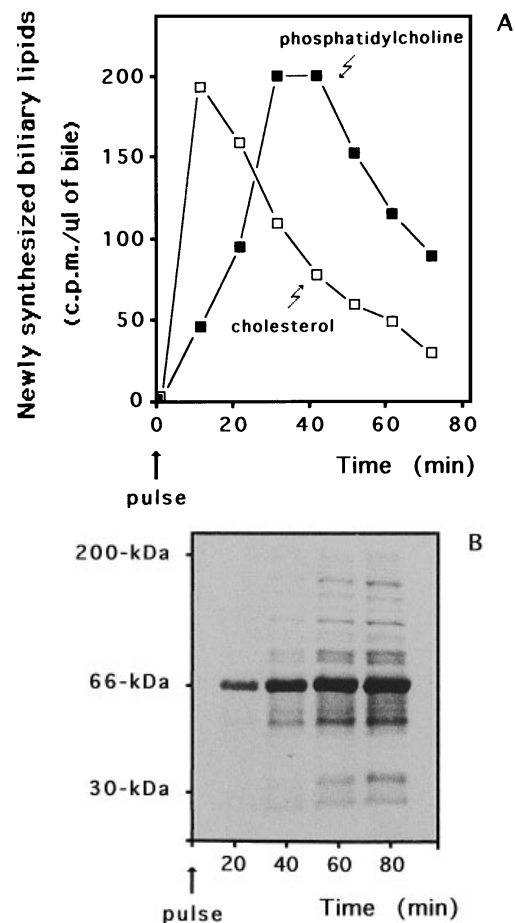 A
phosphatidylcholine
Newly synthesized biliary lipids
(c.p.m./ul of bile)
200
150
100
50
0
cholesterol
0 20 40 60 80
Time (min)
pulse
B
200-kDa
66-kDa
30-kDa
20 40 60 80
Time (min)
pulse